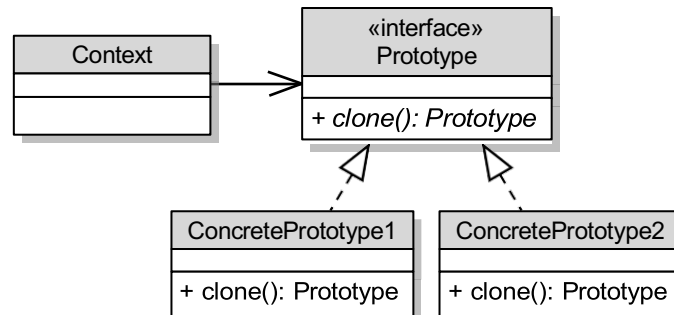 Context
«interface»
Prototype
+ clone(): Prototype
ConcretePrototype1
+ clone(): Prototype
ConcretePrototype2
+ clone(): Prototype